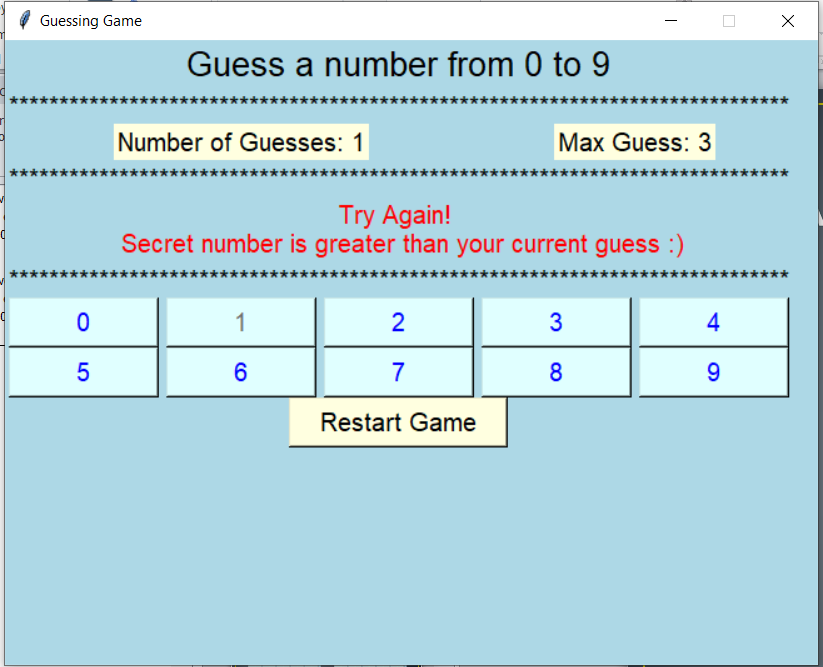 Guessing Game
Guess a number from 0 to 9
******************************************************************************
Number of Guesses: 1 Max Guess: 3
******************************************************************************
Try Again!
Secret number is greater than your current guess :)
******************************************************************************
0 1 2 3 4
5 6 7 8 9
Restart Game